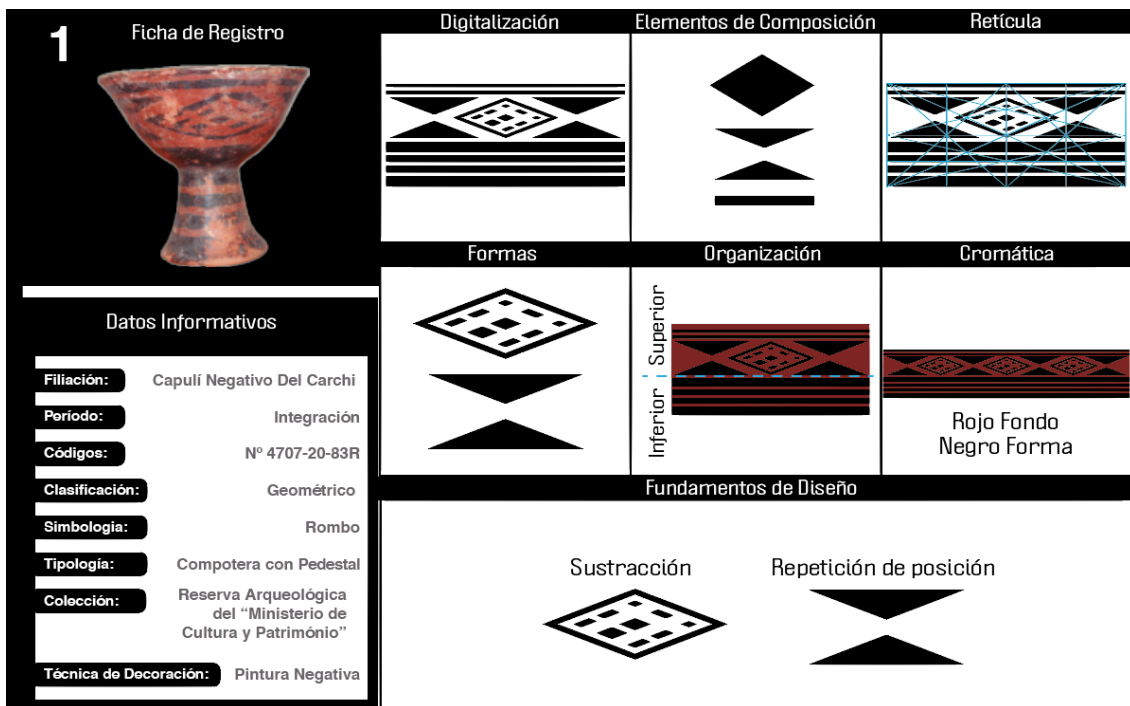 1
Ficha de Registro
Digitalización
Elementos de Composición
Retícula
Formas
Organización
Cromática
Superior
Inferior
Rojo Fondo
Negro Forma
Datos Informativos
Filiación: Capulí Negativo Del Carchi
Período: Integración
Códigos: Nº 4707-20-83R
Clasificación: Geométrico
Simbologia: Rombo
Tipología: Compotera con Pedestal
Colección: Reserva Arqueológica
del “Ministerio de
Cultura y Património”
Técnica de Decoración: Pintura Negativa
Fundamentos de Diseño
Sustracción
Repetición de posición